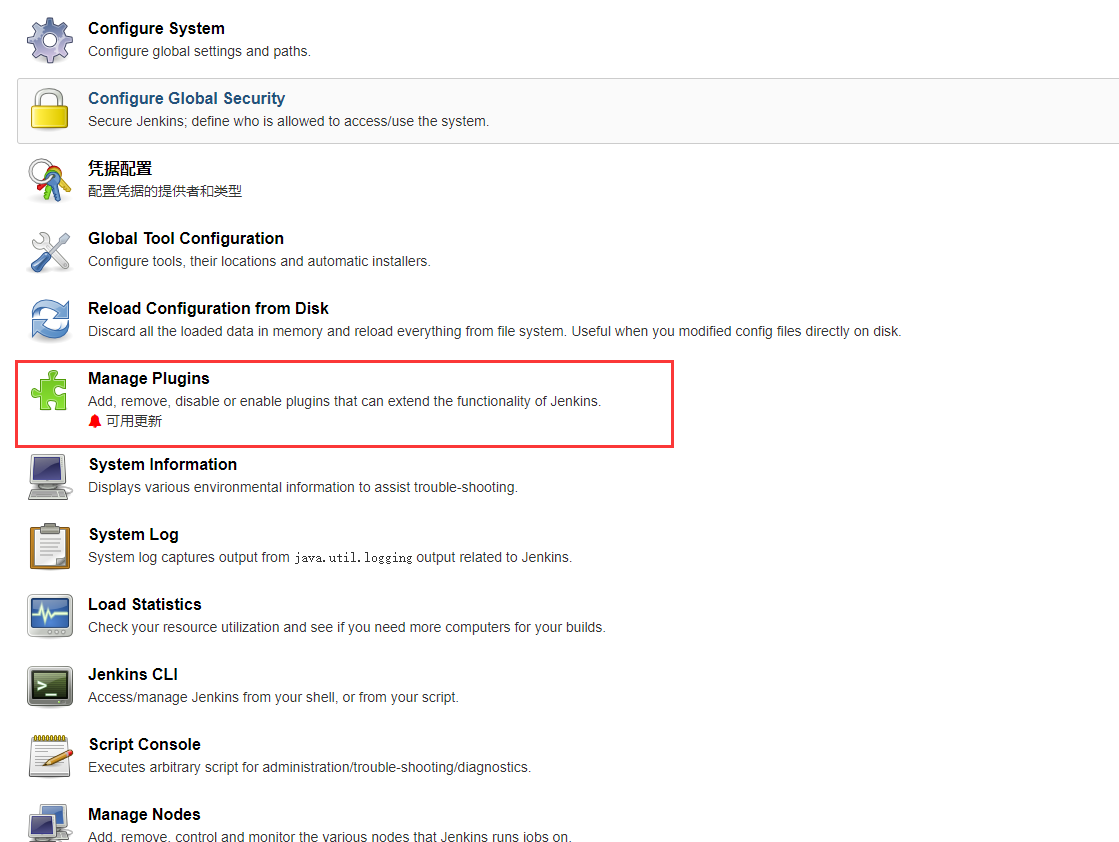 Configure System
Configure global settings and paths.
Configure Global Security
Secure Jenkins; define who is allowed to access/use the system.
凭据配置
配置凭据的提供者和类型
Global Tool Configuration
Configure tools, their locations and automatic installers.
Reload Configuration from Disk
Discard all the loaded data in memory and reload everything from file system. Useful when you modified config files directly on disk.
Manage Plugins
Add, remove, disable or enable plugins that can extend the functionality of Jenkins.
可用更新
System Information
Displays various environmental information to assist trouble-shooting.
System Log
System log captures output from java.util.logging output related to Jenkins.
Load Statistics
Check your resource utilization and see if you need more computers for your builds.
Jenkins CLI
Access/manage Jenkins from your shell, or from your script.
Script Console
Executes arbitrary script for administration/trouble-shooting/diagnostics.
Manage Nodes
Add, remove, control and monitor the various nodes that Jenkins runs jobs on.